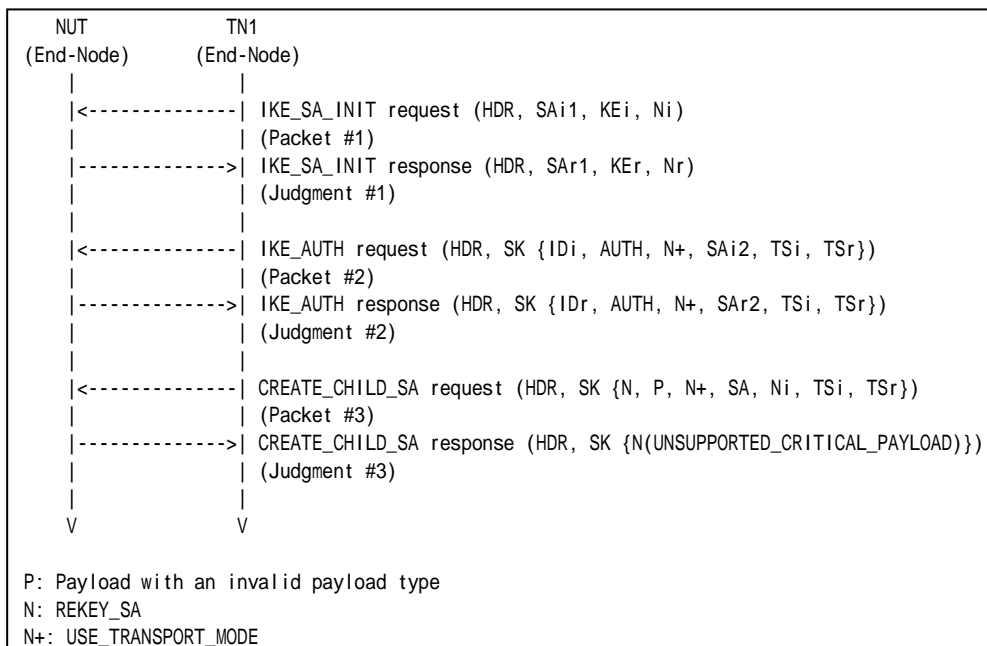 NUT TN1
(End-Node) (End-Node)
| |
|<--------------| IKE_SA_INIT request (HDR, SAi1, KEi, Ni)
| | (Packet #1)
|-------------->| IKE_SA_INIT response (HDR, SAr1, KEr, Nr)
| | (Judgment #1)
| |
|<--------------| IKE_AUTH request (HDR, SK {IDi, AUTH, N+, SAi2, TSi, TSr})
| | (Packet #2)
|-------------->| IKE_AUTH response (HDR, SK {IDr, AUTH, N+, SAr2, TSi, TSr})
| | (Judgment #2)
| |
|<--------------| CREATE_CHILD_SA request (HDR, SK {N, P, N+, SA, Ni, TSi, TSr})
| | (Packet #3)
|-------------->| CREATE_CHILD_SA response (HDR, SK {N(UNSUPPORTED_CRITICAL_PAYLOAD)})
| | (Judgment #3)
| |
V V
P: Payload with an invalid payload type
N: REKEY_SA
N+: USE_TRANSPORT_MODE